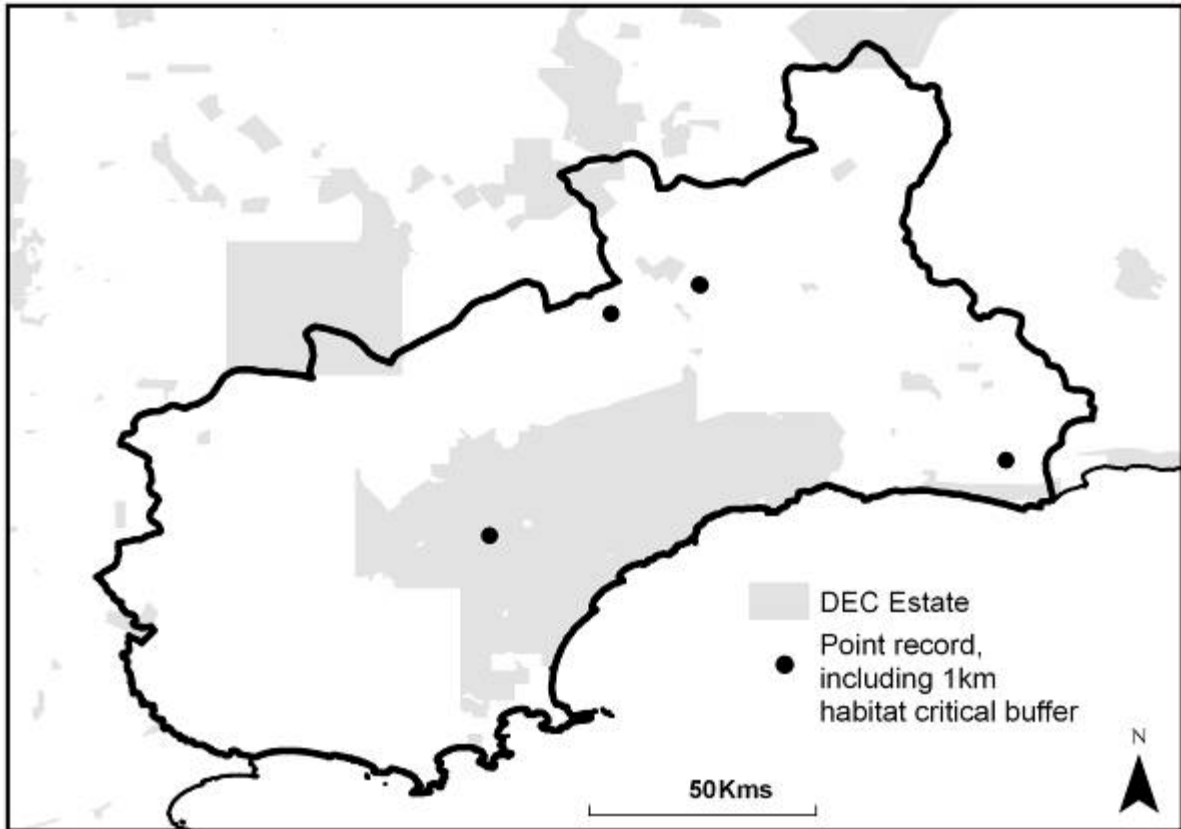 DEC Estate
Point record,
including 1km
habitat critical buffer
N
50Kms